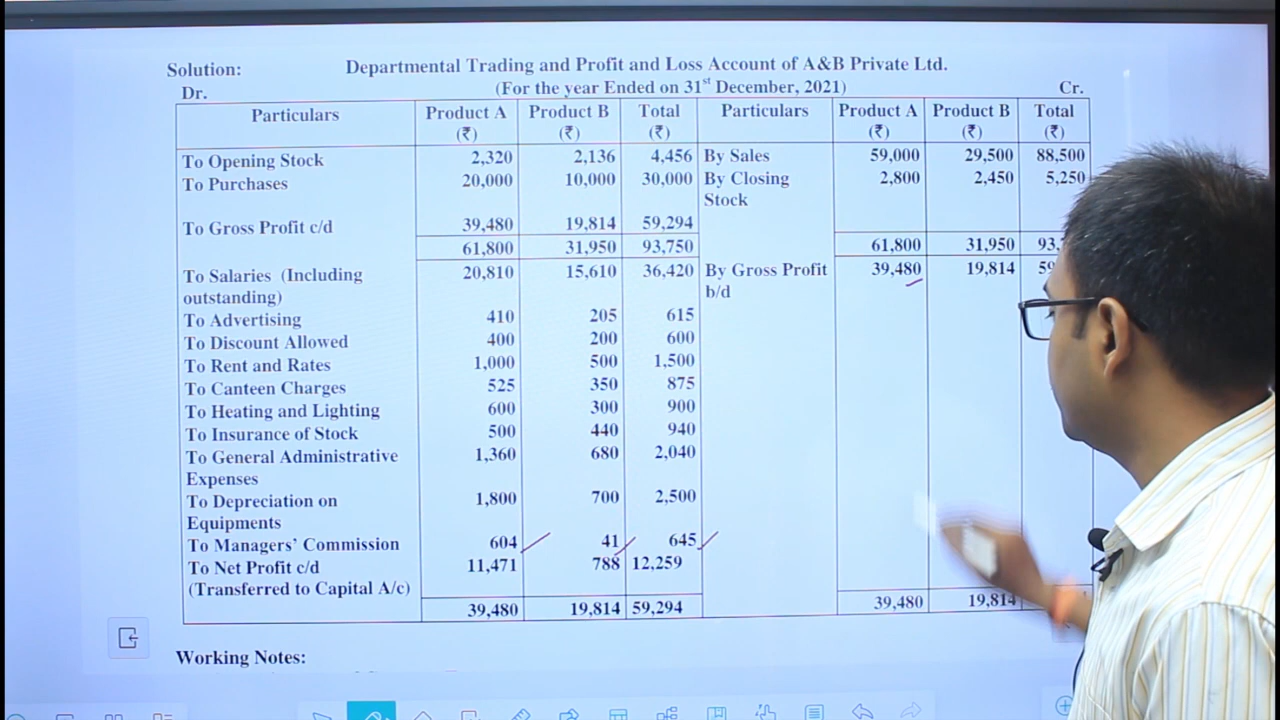 Solution: Departmental Trading and Profit and Loss Account of A&B Private Ltd.
Dr. (For the year Ended on 31st December, 2021) Cr.
Particulars Product A (₹) Product B (₹) Total (₹) Particulars Product A (₹) Product B (₹) Total (₹)
To Opening Stock 2,320 2,136 4,456 By Sales 59,000 29,500 88,500
To Purchases 20,000 10,000 30,000 By Closing 2,800 2,450 5,250
Stock
To Gross Profit c/d 39,480 19,814 59,294
61,800 31,950 93,750 61,800 31,950
To Salaries (Including 20,810 15,610 36,420 By Gross Profit 39,480 19,814
outstanding) b/d
To Advertising 410 205 615
To Discount Allowed 400 200 600
To Rent and Rates 1,000 500 1,500
To Canteen Charges 525 350 875
To Heating and Lighting 600 300 900
To Insurance of Stock 500 440 940
To General Administrative 1,360 680 2,040
Expenses
To Depreciation on 1,800 700 2,500
Equipments
To Managers' Commission 604 41 645
To Net Profit c/d 11,471 788 12,259
(Transferred to Capital A/c)
39,480 19,814 59,294 39,480 19,814
Working Notes: